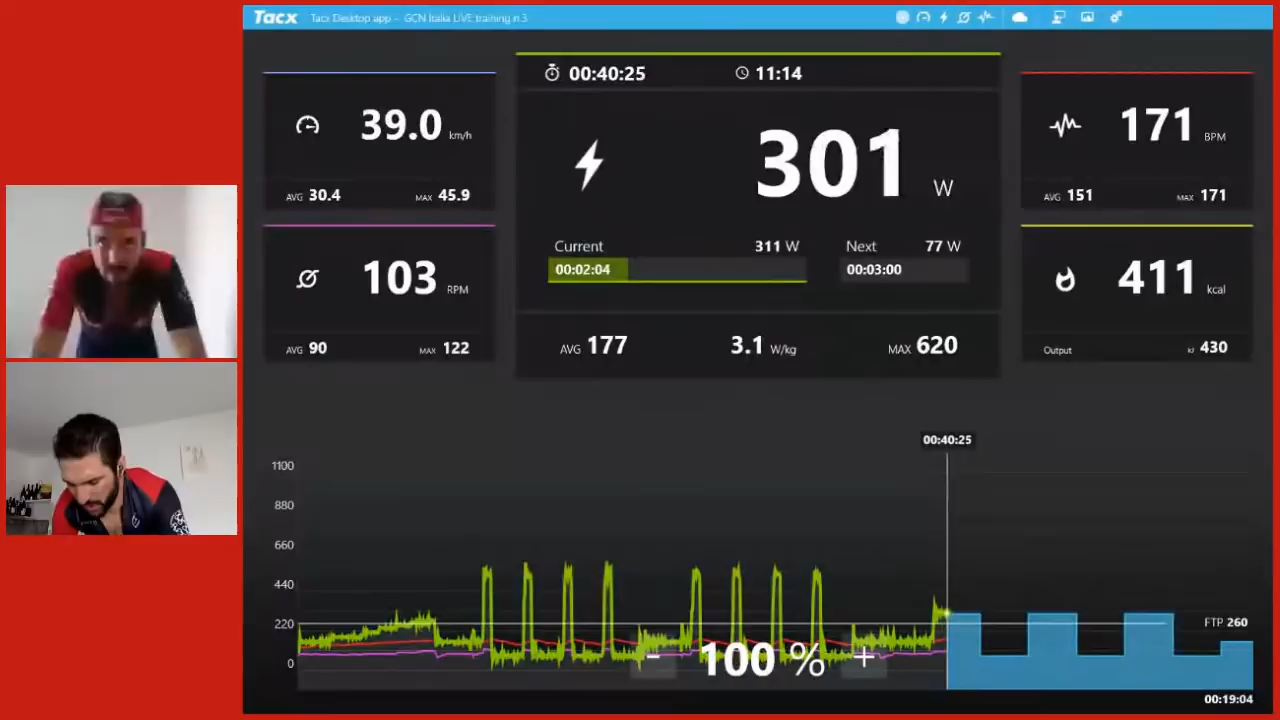 Tacx Tacx Desktop app - GCN Italia LIVE training n.3
00:40:25 11:14
39.0 km/h
AVG 30.4 MAX 45.9
301 W
171 BPM
AVG 151 MAX 171
Current 311 W Next 77 W
00:02:04 00:03:00
103 RPM
AVG 90 MAX 122
411 kcal
Output kJ 430
AVG 177 3.1 W/kg MAX 620
00:40:25
1100
880
660
440
220
0
FTP 260
- 100 % +
00:19:04